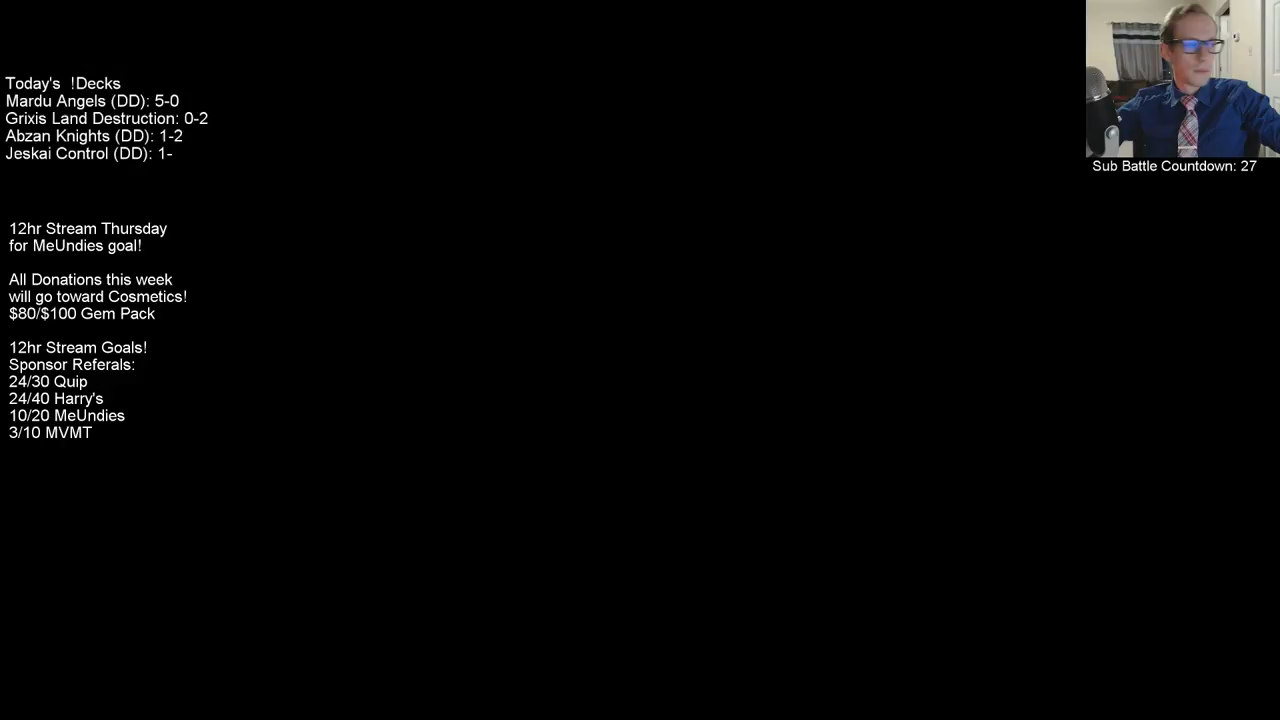 Today's !Decks
Mardu Angels (DD): 5-0
Grixis Land Destruction: 0-2
Abzan Knights (DD): 1-2
Jeskai Control (DD): 1-
Sub Battle Countdown: 27
12hr Stream Thursday
for MeUndies goal!
All Donations this week
will go toward Cosmetics!
$80/$100 Gem Pack
12hr Stream Goals!
Sponsor Referals:
24/30 Quip
24/40 Harry's
10/20 MeUndies
3/10 MVMT